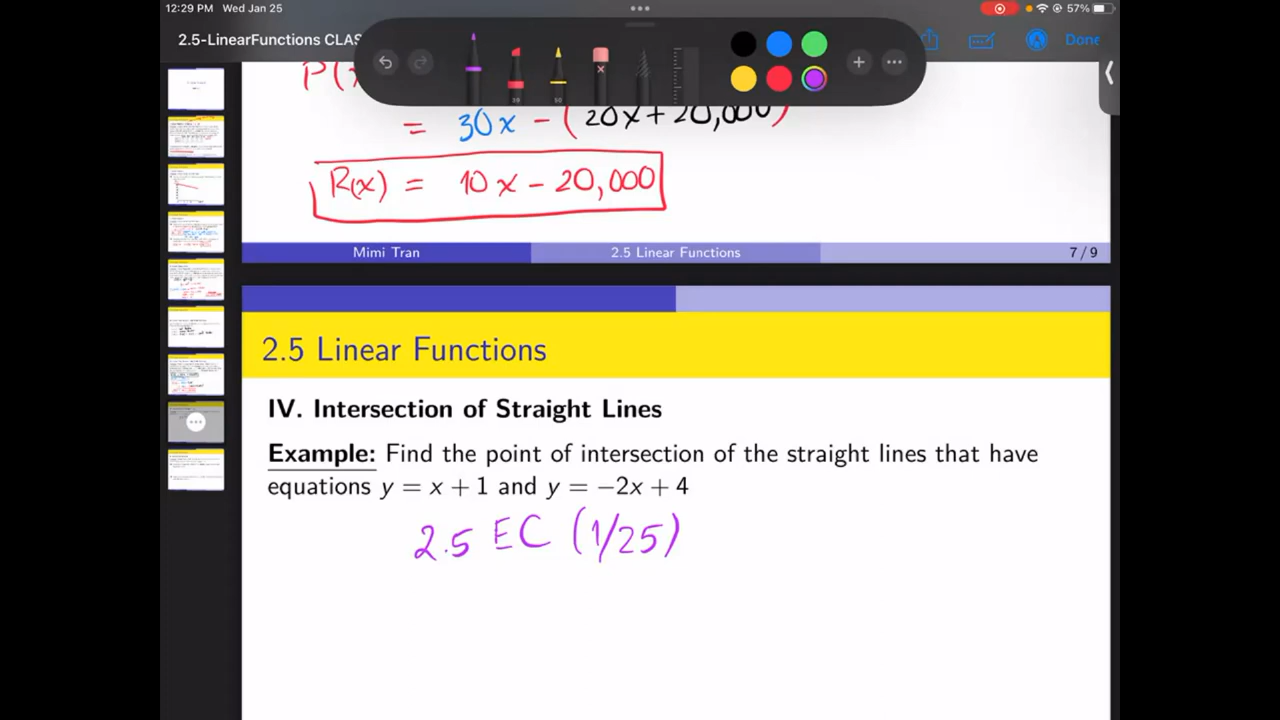 12:29 PM Wed Jan 25
57%
2.5-LinearFunctions CLAS
Done
= 30x - (20x+20,000)
R(x) = 10x - 20,000
Mimi Tran 2.5 Linear Functions 7 / 9
2.5 Linear Functions
IV. Intersection of Straight Lines
Example: Find the point of intersection of the straight lines that have
equations y = x + 1 and y = −2x + 4
2.5 EC (1/25)